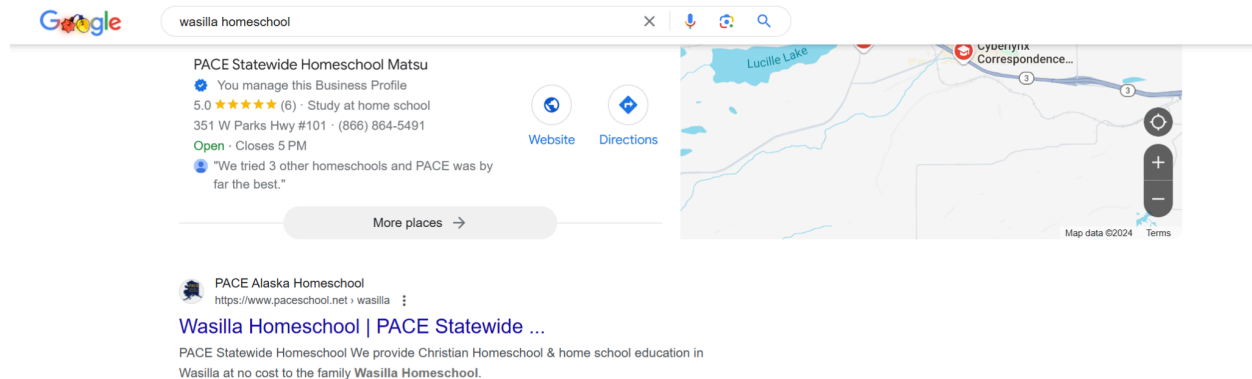 Google
wasilla homeschool
PACE Statewide Homeschool Matsu
You manage this Business Profile
5.0 (6) · Study at home school
351 W Parks Hwy #101 · (866) 864-5491
Open · Closes 5 PM
"We tried 3 other homeschools and PACE was by
far the best."
Website
Directions
More places
Lucille Lake
Cyberlynx
Correspondence...
3
3
Map data ©2024 Terms
PACE Alaska Homeschool
https://www.paceschool.net › wasilla
Wasilla Homeschool | PACE Statewide ...
PACE Statewide Homeschool We provide Christian Homeschool & home school education in
Wasilla at no cost to the family Wasilla Homeschool.